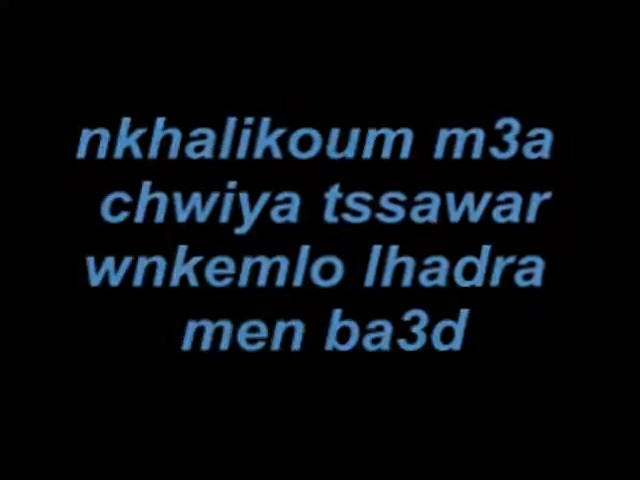 nkhalikoum m3a
chwiya tssawar
wnkemlo lhadra
men ba3d